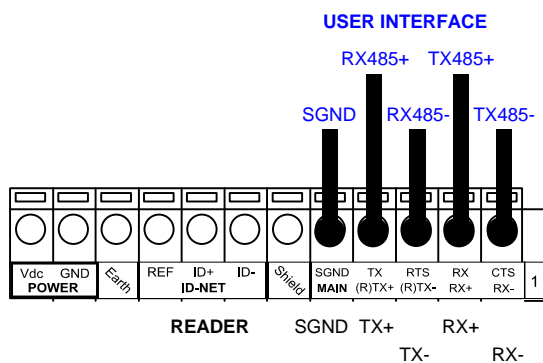 USER INTERFACE
RX485+ TX485+
SGND RX485- TX485-
Vdc GND Earth REF ID+ ID- Shield SGND TX RTS RX CTS 1
POWER ID-NET MAIN (R)TX+ (R)TX- RX+ RX-
READER SGND TX+ RX+
TX- RX-